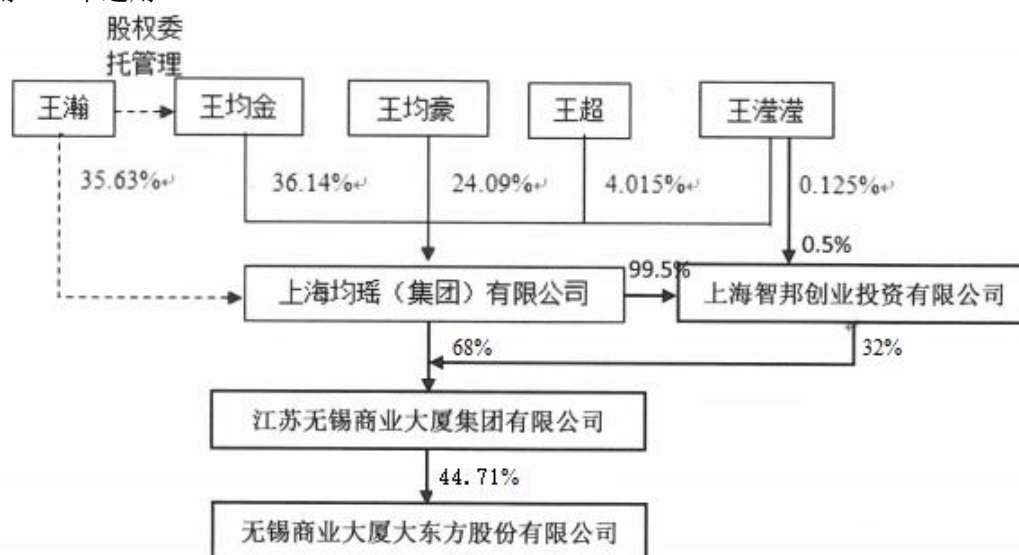 股权委
托管理
王瀚
王均金
王均豪
王超
王滢滢
35.63%↵
36.14%↵
24.09%↵
4.015%↵
0.125%↵
0.5%
99.5%
上海均瑶（集团）有限公司
上海智邦创业投资有限公司
68%
32%
江苏无锡商业大厦集团有限公司
44.71%
无锡商业大厦大东方股份有限公司